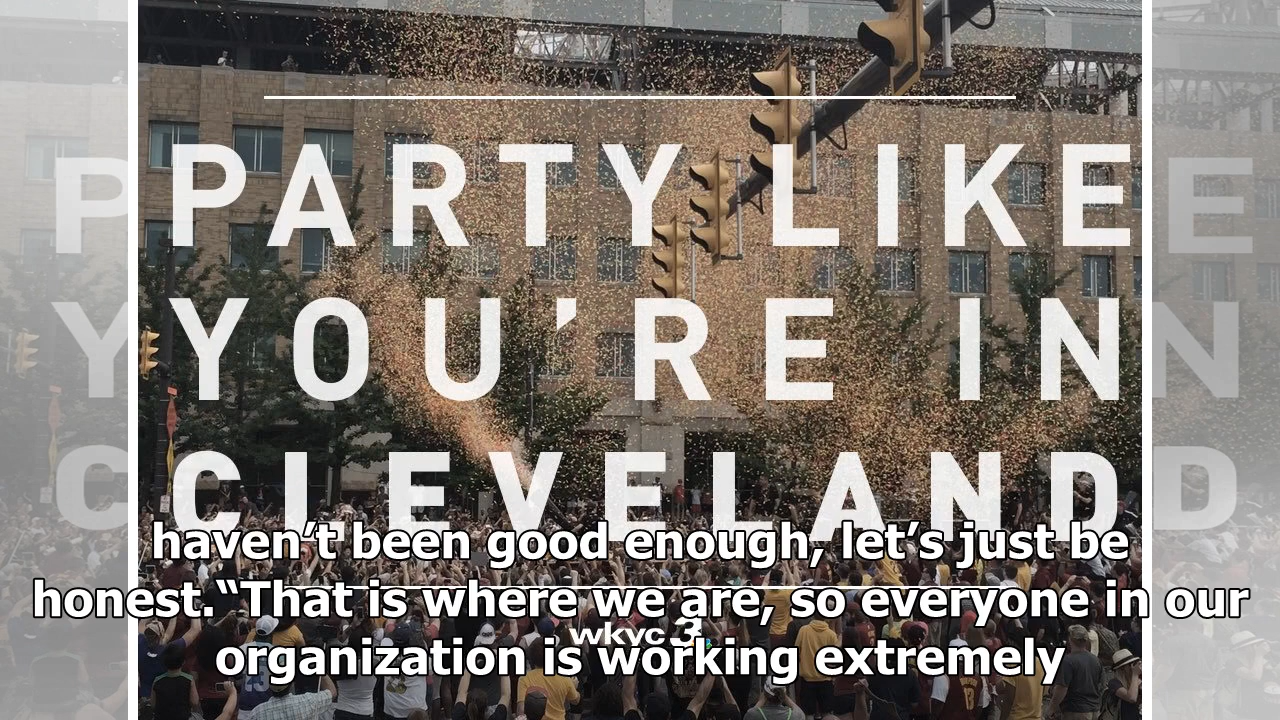 PARTY LIKE
YOU'RE IN
CLEVELAND
haven’t been good enough, let’s just be
honest.“That is where we are, so everyone in our
wkyc 3
organization is working extremely